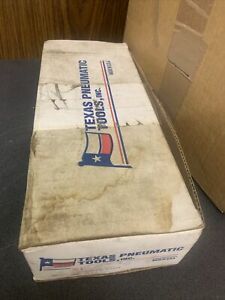 TEXAS PNEUMATIC
TOOLS, INC.
TEXAS PNEUMATIC
TOOLS, INC.